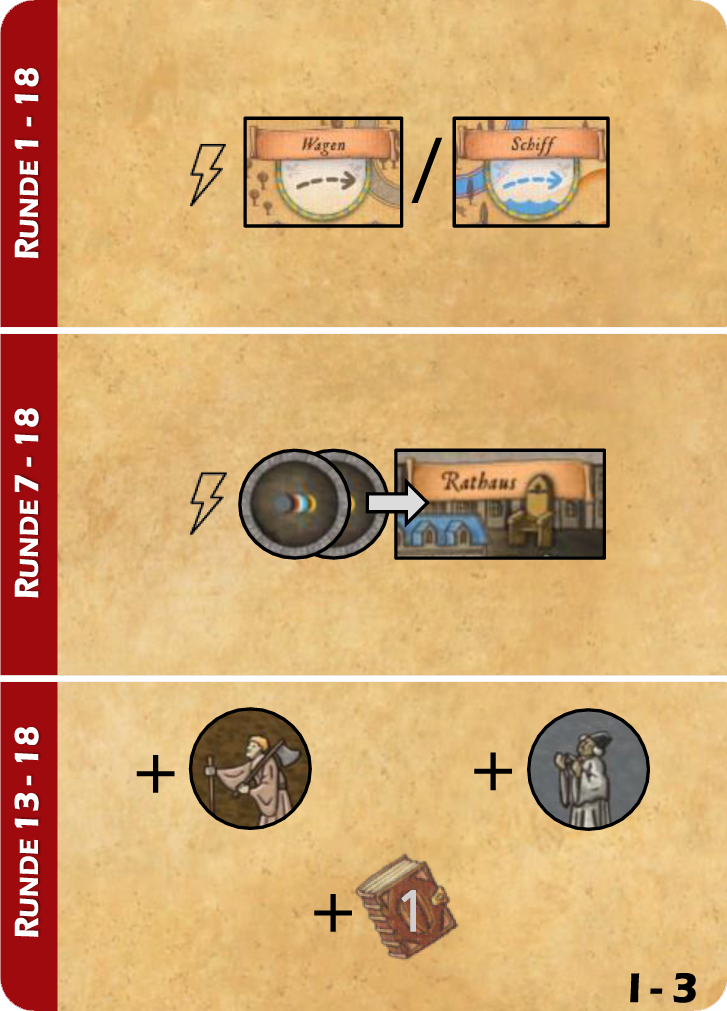 RUNDE 1 - 18
Wagen
/
Schiff
RUNDE 7 - 18
Rathaus
RUNDE 13 - 18
+
+
+ 1
I - 3